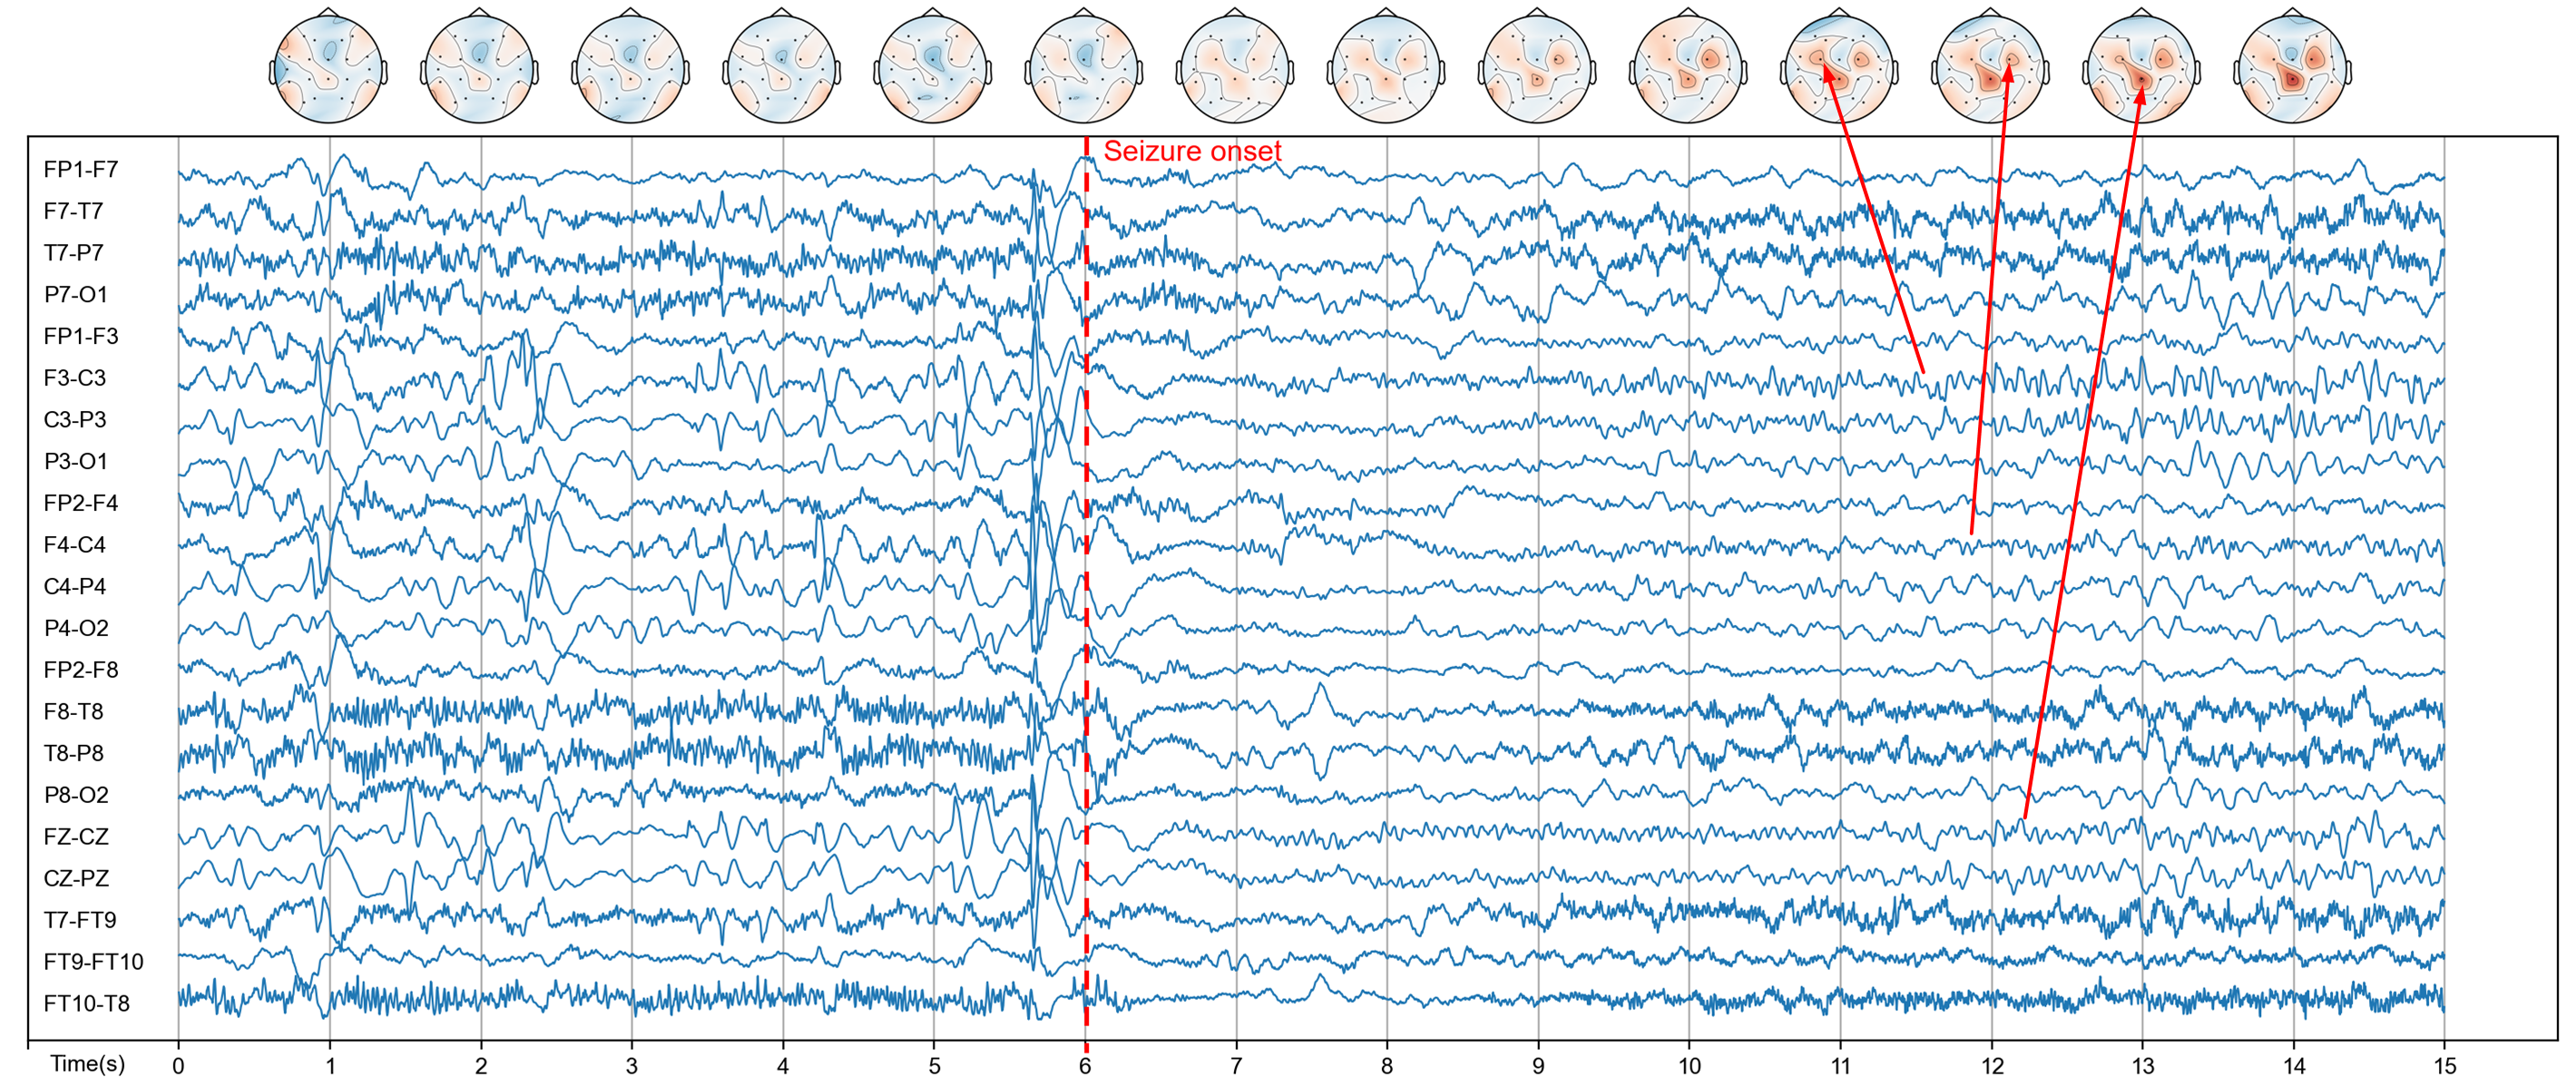 Seizure onset
FP1-F7
F7-T7
T7-P7
P7-O1
FP1-F3
F3-C3
C3-P3
P3-O1
FP2-F4
F4-C4
C4-P4
P4-O2
FP2-F8
F8-T8
T8-P8
P8-O2
FZ-CZ
CZ-PZ
T7-FT9
FT9-FT10
FT10-T8
Time(s) 0 1 2 3 4 5 6 7 8 9 10 11 12 13 14 15